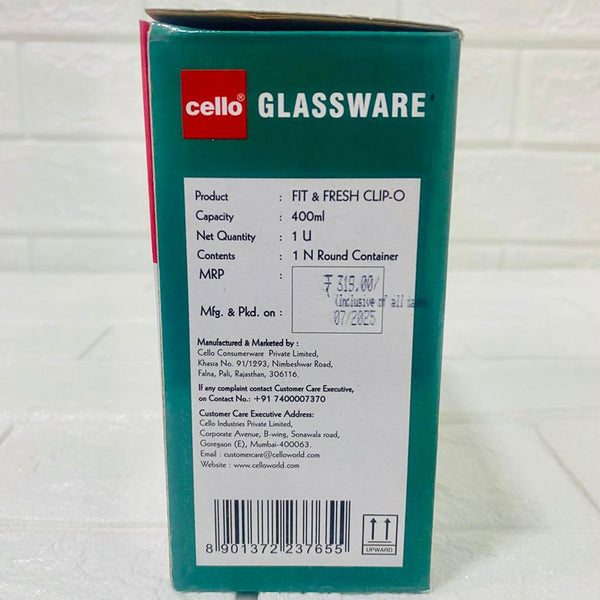 cello®
GLASSWARE
Product : FIT & FRESH CLIP-O
Capacity : 400ml
Net Quantity : 1 U
Contents : 1 N Round Container
MRP : ₹ 319.00/
(inclusive of all taxes
Mfg. & Pkd. on : 07/2025
Manufactured & Marketed by :
Cello Consumerware Private Limited,
Khasra No. 91/1293, Nimbeshwar Road,
Falna, Pali, Rajasthan, 306116.
If any complaint contact Customer Care Executive,
on Contact No.: +91 7400007370
Customer Care Executive Address:
Cello Industries Private Limited,
Corporate Avenue, B-wing, Sonawala road,
Goregaon (E), Mumbai-400063.
Email : customercare@celloworld.com
Website : www.celloworld.com
8 901372 237655
UPWARD